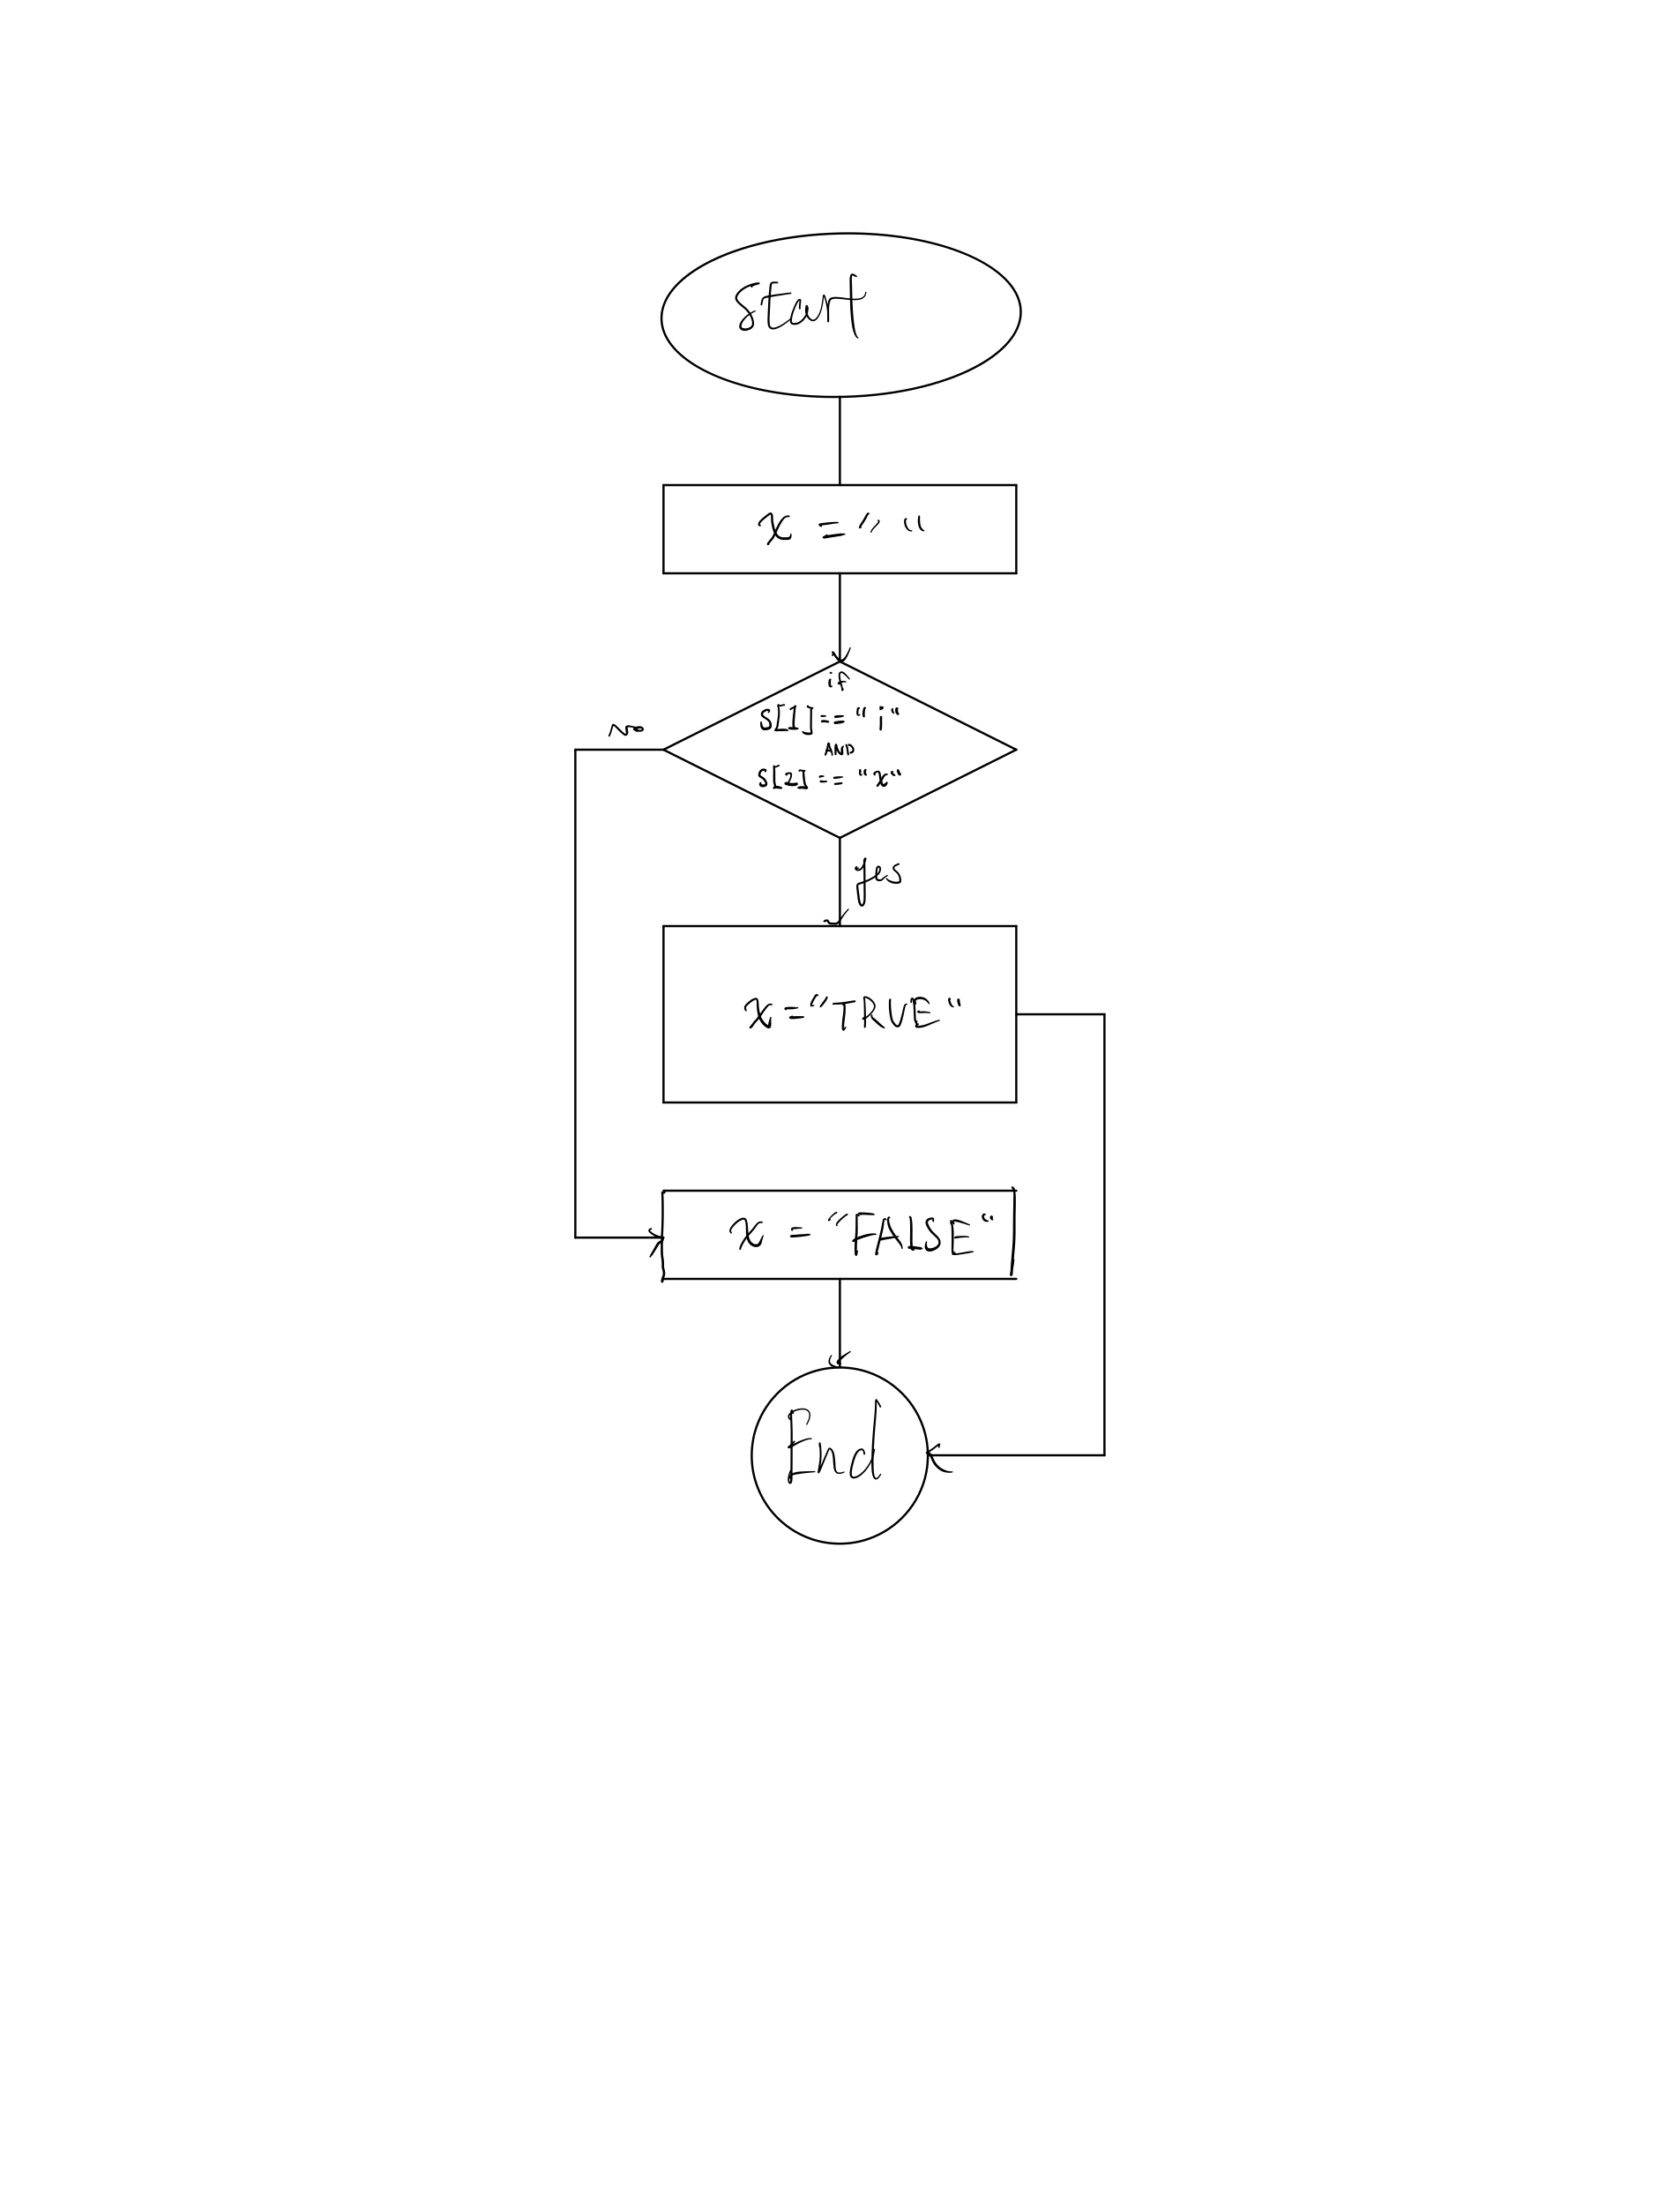 Start
x = " "
if
S[1]== "i"
AND
S[2]== "x"
No
yes
x="TRUE"
x = "FALSE"
End